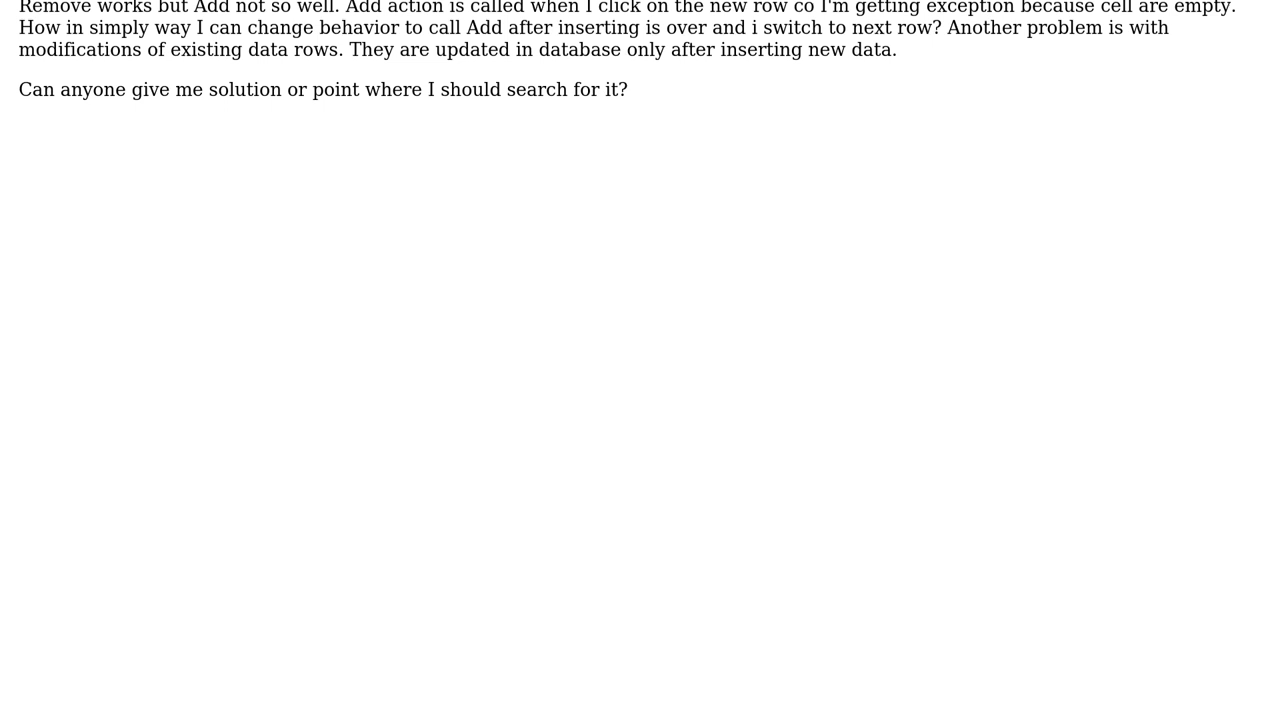 Remove works but Add not so well. Add action is called when I click on the new row co I'm getting exception because cell are empty.
How in simply way I can change behavior to call Add after inserting is over and i switch to next row? Another problem is with
modifications of existing data rows. They are updated in database only after inserting new data.
Can anyone give me solution or point where I should search for it?